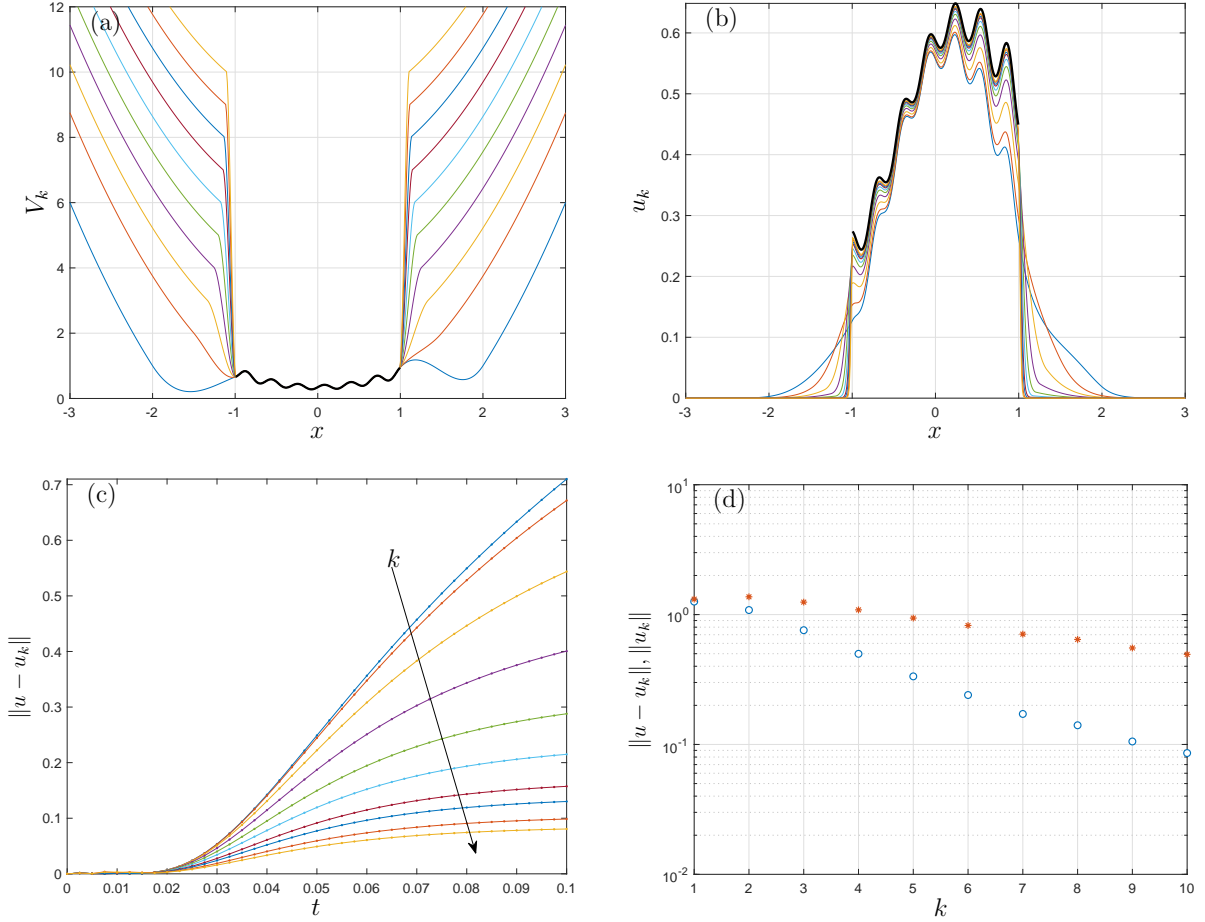 (a)
12
10
8
6
4
2
0
V_k
-3 -2 -1 0 1 2 3
x
(b)
0.6
0.5
0.4
0.3
0.2
0.1
0
u_k
-3 -2 -1 0 1 2 3
x
(c)
0.7
0.6
0.5
0.4
0.3
0.2
0.1
0
||u − u_k||
k
0 0.01 0.02 0.03 0.04 0.05 0.06 0.07 0.08 0.09 0.1
t
(d)
10^1
10^0
10^-1
10^-2
||u − u_k||, ||u_k||
1 2 3 4 5 6 7 8 9 10
k